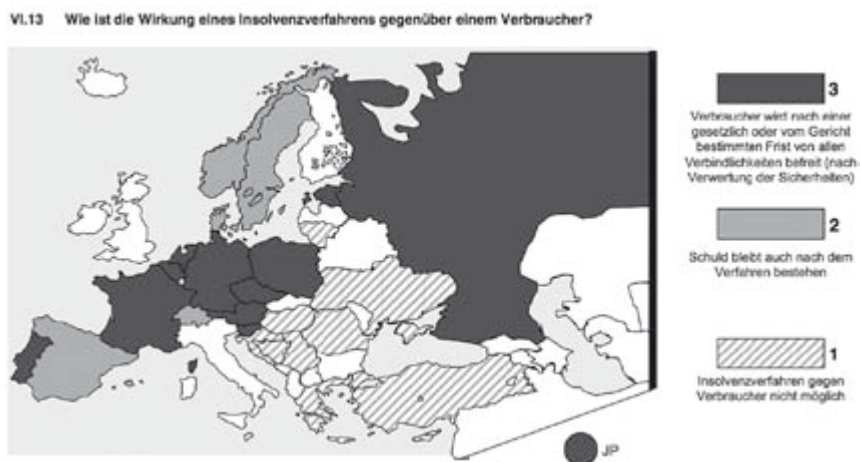 VI.13 Wie ist die Wirkung eines Insolvenzverfahrens gegenüber einem Verbraucher?
3
Verbraucher wird nach einer
gesetzlich oder vom Gericht
bestimmten Frist von allen
Verbindlichkeiten befreit (nach
Verwertung der Sicherheiten)
2
Schuld bleibt auch nach dem
Verfahren bestehen
1
Insolvenzverfahren gegen
Verbraucher nicht möglich
JP